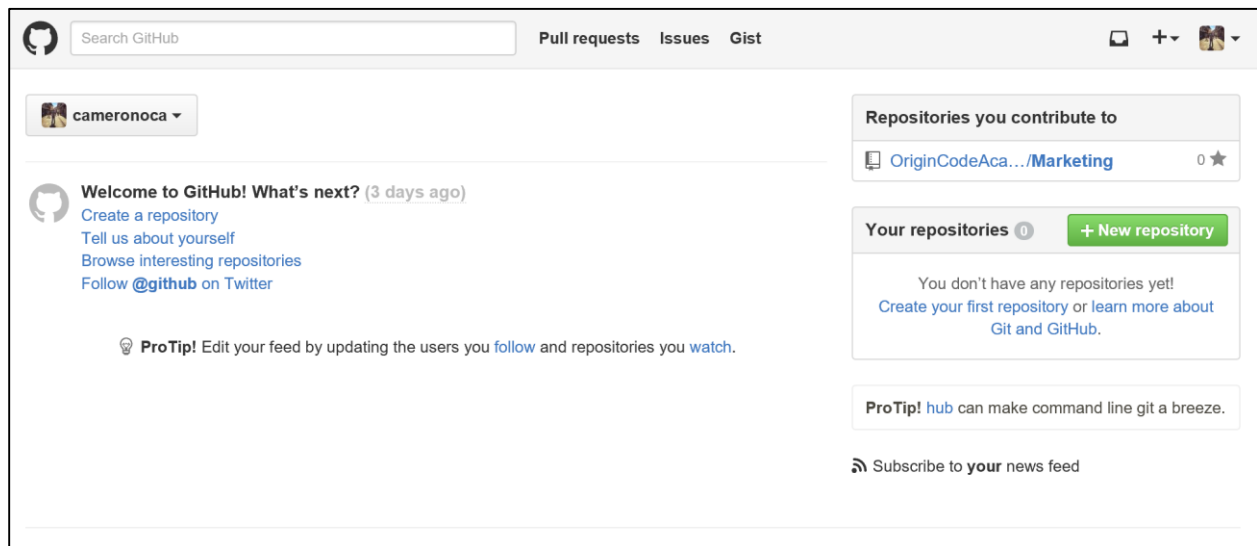 Search GitHub
Pull requests Issues Gist
cameronoca
Welcome to GitHub! What's next? (3 days ago)
Create a repository
Tell us about yourself
Browse interesting repositories
Follow @github on Twitter
ProTip! Edit your feed by updating the users you follow and repositories you watch.
Repositories you contribute to
OriginCodeAca…/Marketing 0
Your repositories 0 + New repository
You don't have any repositories yet!
Create your first repository or learn more about
Git and GitHub.
ProTip! hub can make command line git a breeze.
Subscribe to your news feed